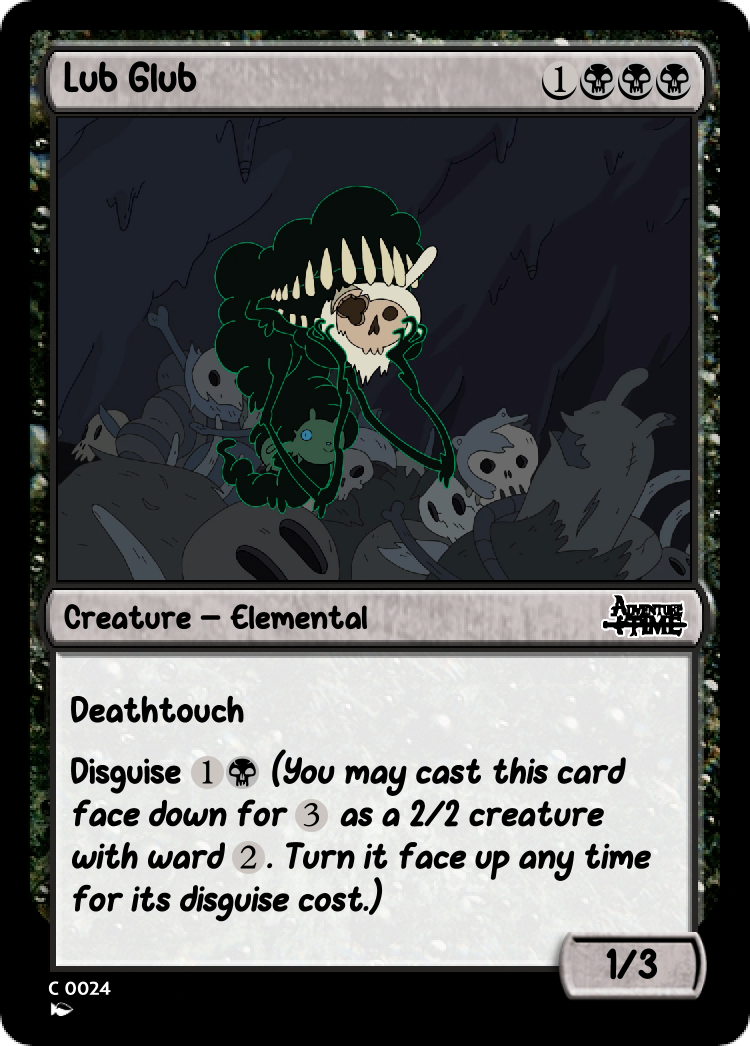 Lub Glub 1
Creature — Elemental
ADVENTURE
TIME
Deathtouch
Disguise 1 (You may cast this card
face down for 3 as a 2/2 creature
with ward 2. Turn it face up any time
for its disguise cost.)
1/3
C 0024